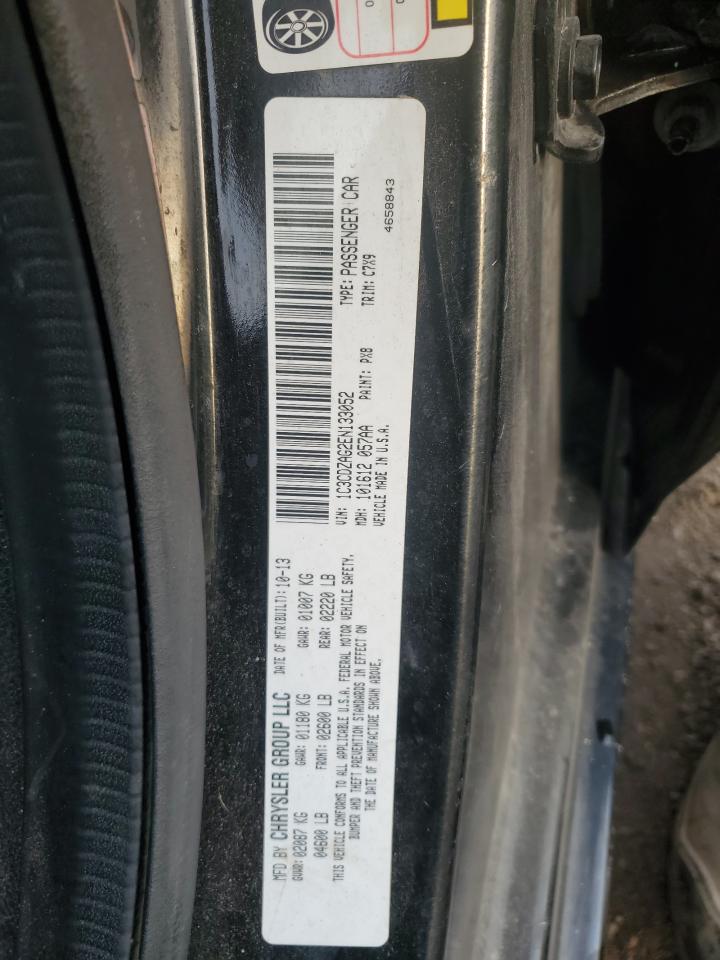 MFD BY CHRYSLER GROUP LLC DATE OF MFR(BUILT): 10-13
GVWR: 02087 KG GAWR: 01180 KG GAWR: 01007 KG
04600 LB FRONT: 02600 LB REAR: 02220 LB
THIS VEHICLE CONFORMS TO ALL APPLICABLE U.S.A. FEDERAL MOTOR VEHICLE SAFETY,
BUMPER AND THEFT PREVENTION STANDARDS IN EFFECT ON
THE DATE OF MANUFACTURE SHOWN ABOVE.
VIN: 1C3CDZAG2EN133052 TYPE: PASSENGER CAR
MDH: 101612 057AA PAINT: PX8 TRIM: C7X9
VEHICLE MADE IN U.S.A. 4658843